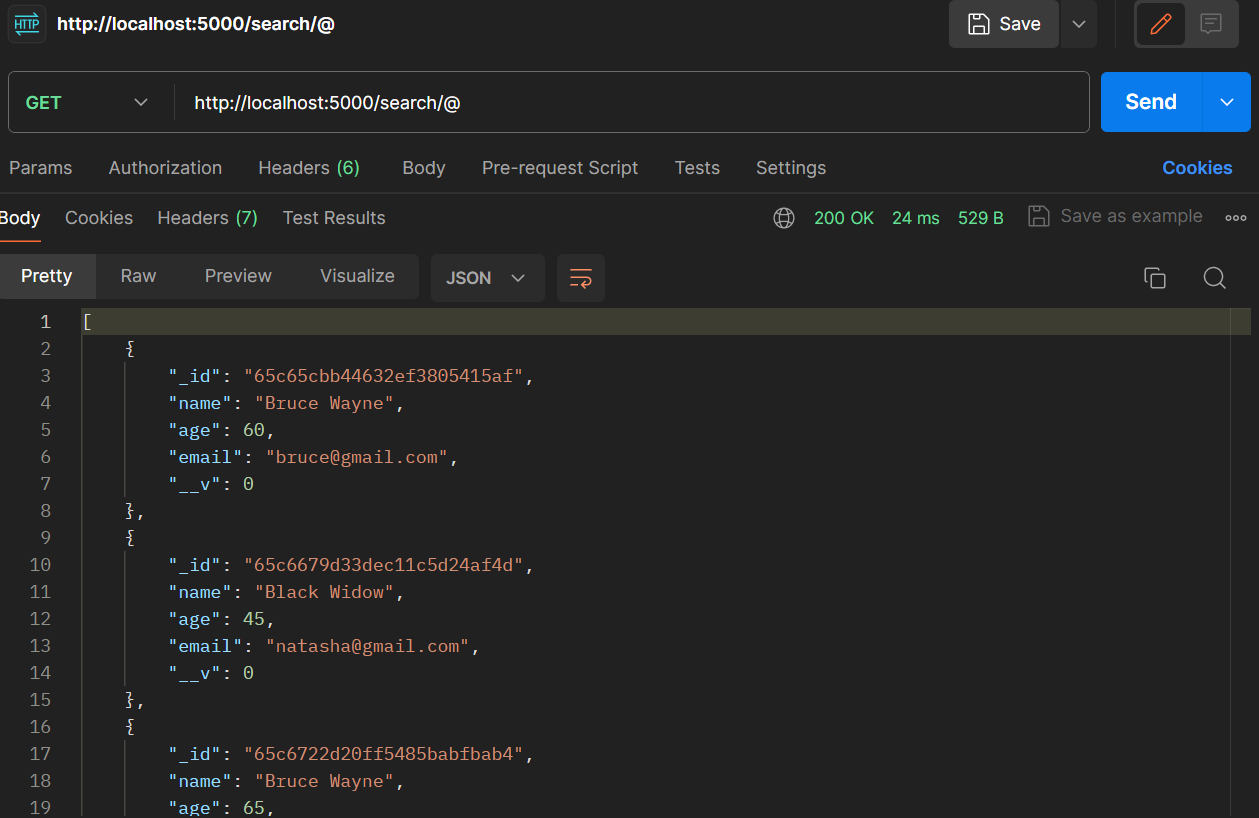 HTTP http://localhost:5000/search/@ Save
GET http://localhost:5000/search/@ Send
Params Authorization Headers (6) Body Pre-request Script Tests Settings Cookies
Body Cookies Headers (7) Test Results 200 OK 24 ms 529 B Save as example
Pretty Raw Preview Visualize JSON
1 [
2 {
3 "_id": "65c65cbb44632ef3805415af",
4 "name": "Bruce Wayne",
5 "age": 60,
6 "email": "bruce@gmail.com",
7 "__v": 0
8 },
9 {
10 "_id": "65c6679d33dec11c5d24af4d",
11 "name": "Black Widow",
12 "age": 45,
13 "email": "natasha@gmail.com",
14 "__v": 0
15 },
16 {
17 "_id": "65c6722d20ff5485babfbab4",
18 "name": "Bruce Wayne",
19 "age": 65,